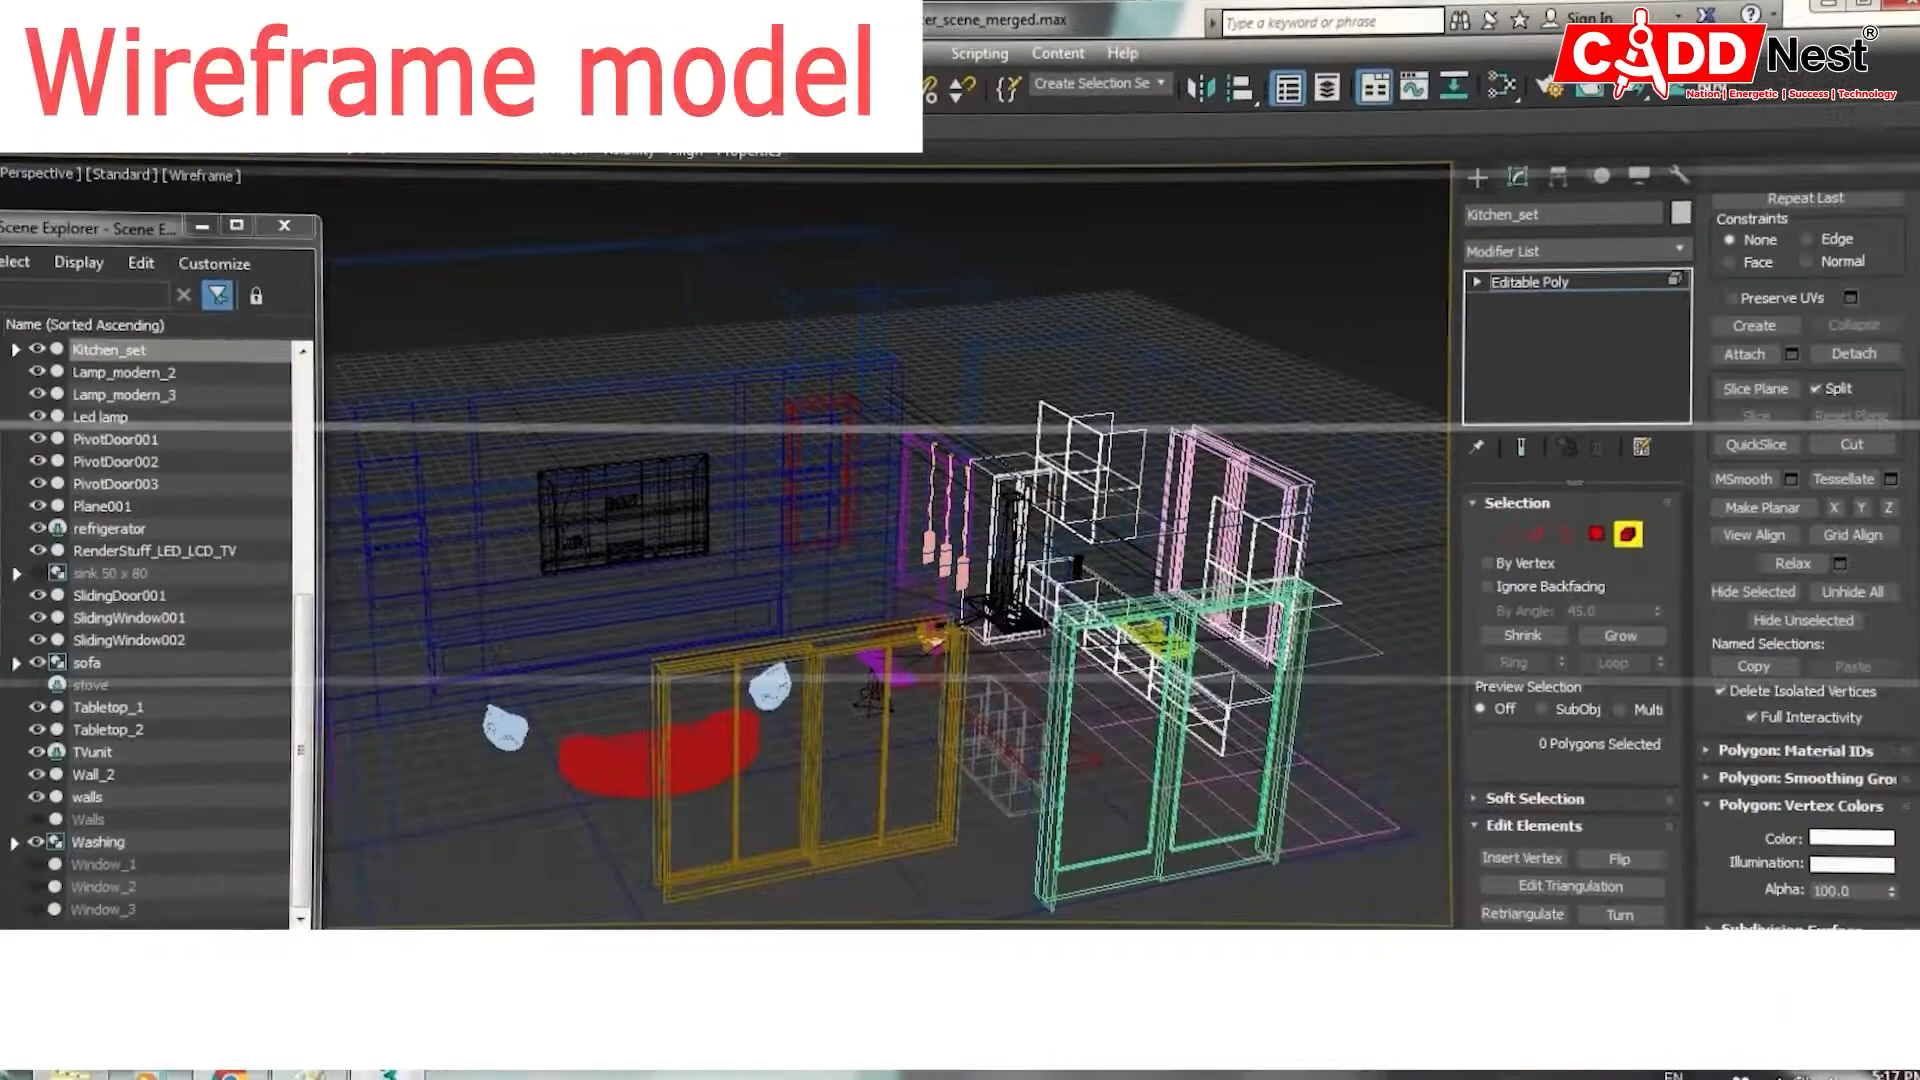 Wireframe model
er_scene_merged.max
Type a keyword or phrase
Sign In
CADD Nest®
Nation | Energetic | Success | Technology
Scripting Content Help
Create Selection Se
Perspective ] [ Standard ] [ Wireframe ]
Scene Explorer - Scene E...
elect Display Edit Customize
Name (Sorted Ascending)
Kitchen_set
Lamp_modern_2
Lamp_modern_3
Led lamp
PivotDoor001
PivotDoor002
PivotDoor003
Plane001
refrigerator
RenderStuff_LED_LCD_TV
sink 50 x 80
SlidingDoor001
SlidingWindow001
SlidingWindow002
sofa
stove
Tabletop_1
Tabletop_2
TVunit
Wall_2
walls
Walls
Washing
Window_1
Window_2
Window_3
Kitchen_set
Modifier List
Editable Poly
Selection
By Vertex
Ignore Backfacing
By Angle: 45.0
Shrink Grow
Ring Loop
Preview Selection
Off SubObj Multi
0 Polygons Selected
Soft Selection
Edit Elements
Insert Vertex Flip
Edit Triangulation
Retriangulate Turn
Repeat Last
Constraints
None Edge
Face Normal
Preserve UVs
Create Collapse
Attach Detach
Slice Plane Split
Slice Reset Plane
QuickSlice Cut
MSmooth Tessellate
Make Planar X Y Z
View Align Grid Align
Relax
Hide Selected Unhide All
Hide Unselected
Named Selections:
Copy Paste
Delete Isolated Vertices
Full Interactivity
Polygon: Material IDs
Polygon: Smoothing Grou
Polygon: Vertex Colors
Color:
Illumination:
Alpha: 100.0
EN
5:17 PM